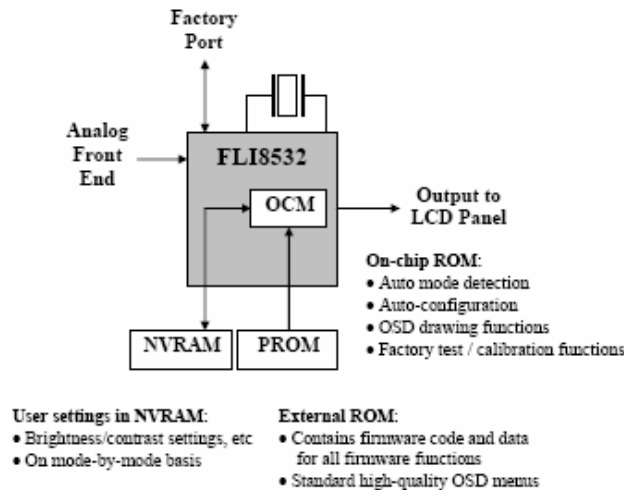 Factory
Port
Analog
Front
End
FLI8532
OCM
Output to
LCD Panel
On-chip ROM:
● Auto mode detection
● Auto-configuration
● OSD drawing functions
● Factory test / calibration functions
NVRAM
PROM
User settings in NVRAM:
● Brightness/contrast settings, etc
● On mode-by-mode basis
External ROM:
● Contains firmware code and data
for all firmware functions
● Standard high-quality OSD menus